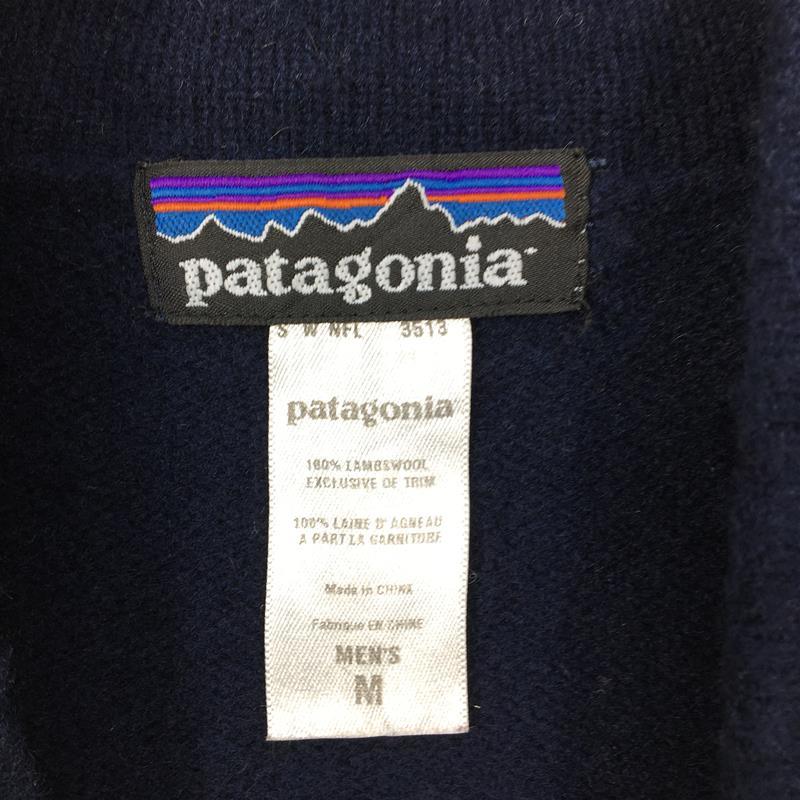 patagonia
S W NFL 3513
patagonia
100% LAMBSWOOL
EXCLUSIVE OF TRIM
100% LAINE D'AGNEAU
A PART LA GARNITURE
Made in CHINA
Fabrique EN CHINE
MEN'S
M